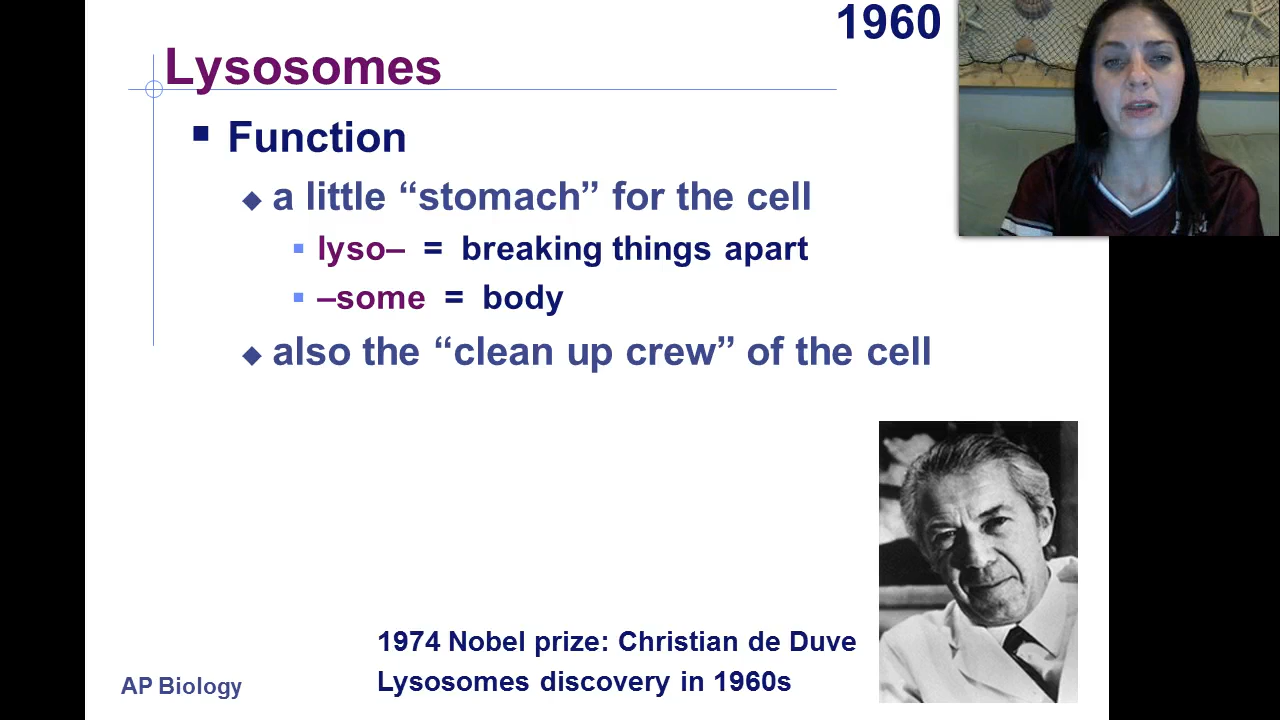 1960
Lysosomes
Function
a little “stomach” for the cell
lyso– = breaking things apart
–some = body
also the “clean up crew” of the cell
1974 Nobel prize: Christian de Duve
Lysosomes discovery in 1960s
AP Biology